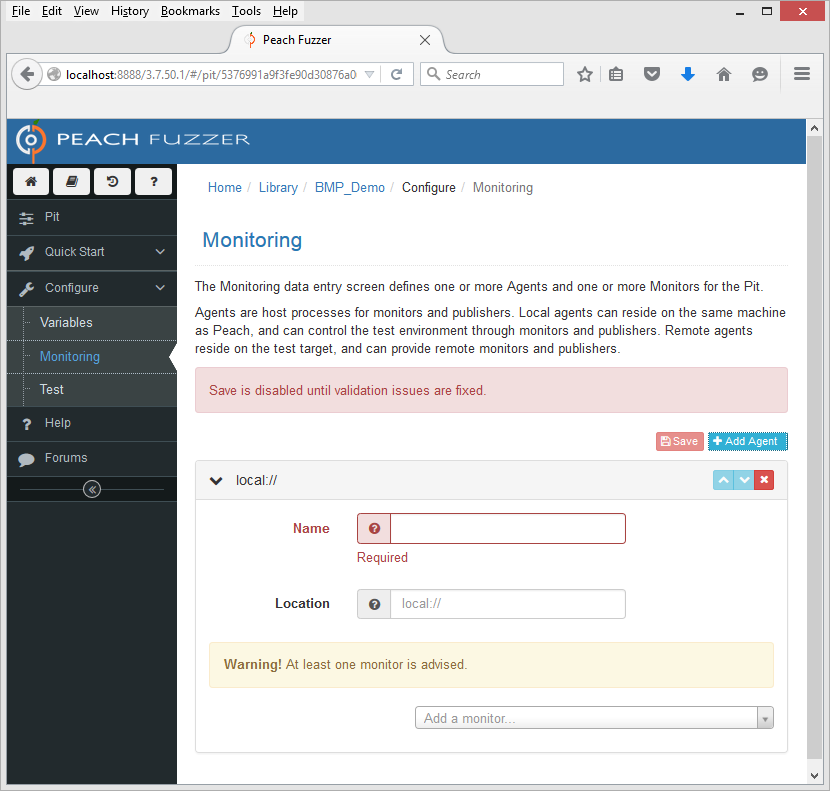 File Edit View History Bookmarks Tools Help
Peach Fuzzer
localhost:8888/3.7.50.1/#/pit/5376991a9f3fe90d30876a0
Search
PEACH FUZZER
Home / Library / BMP_Demo / Configure / Monitoring
Pit
Quick Start
Configure
Variables
Monitoring
Test
Help
Forums
Monitoring
The Monitoring data entry screen defines one or more Agents and one or more Monitors for the Pit.
Agents are host processes for monitors and publishers. Local agents can reside on the same machine
as Peach, and can control the test environment through monitors and publishers. Remote agents
reside on the test target, and can provide remote monitors and publishers.
Save is disabled until validation issues are fixed.
Save Add Agent
local://
Name
Required
Location local://
Warning! At least one monitor is advised.
Add a monitor...